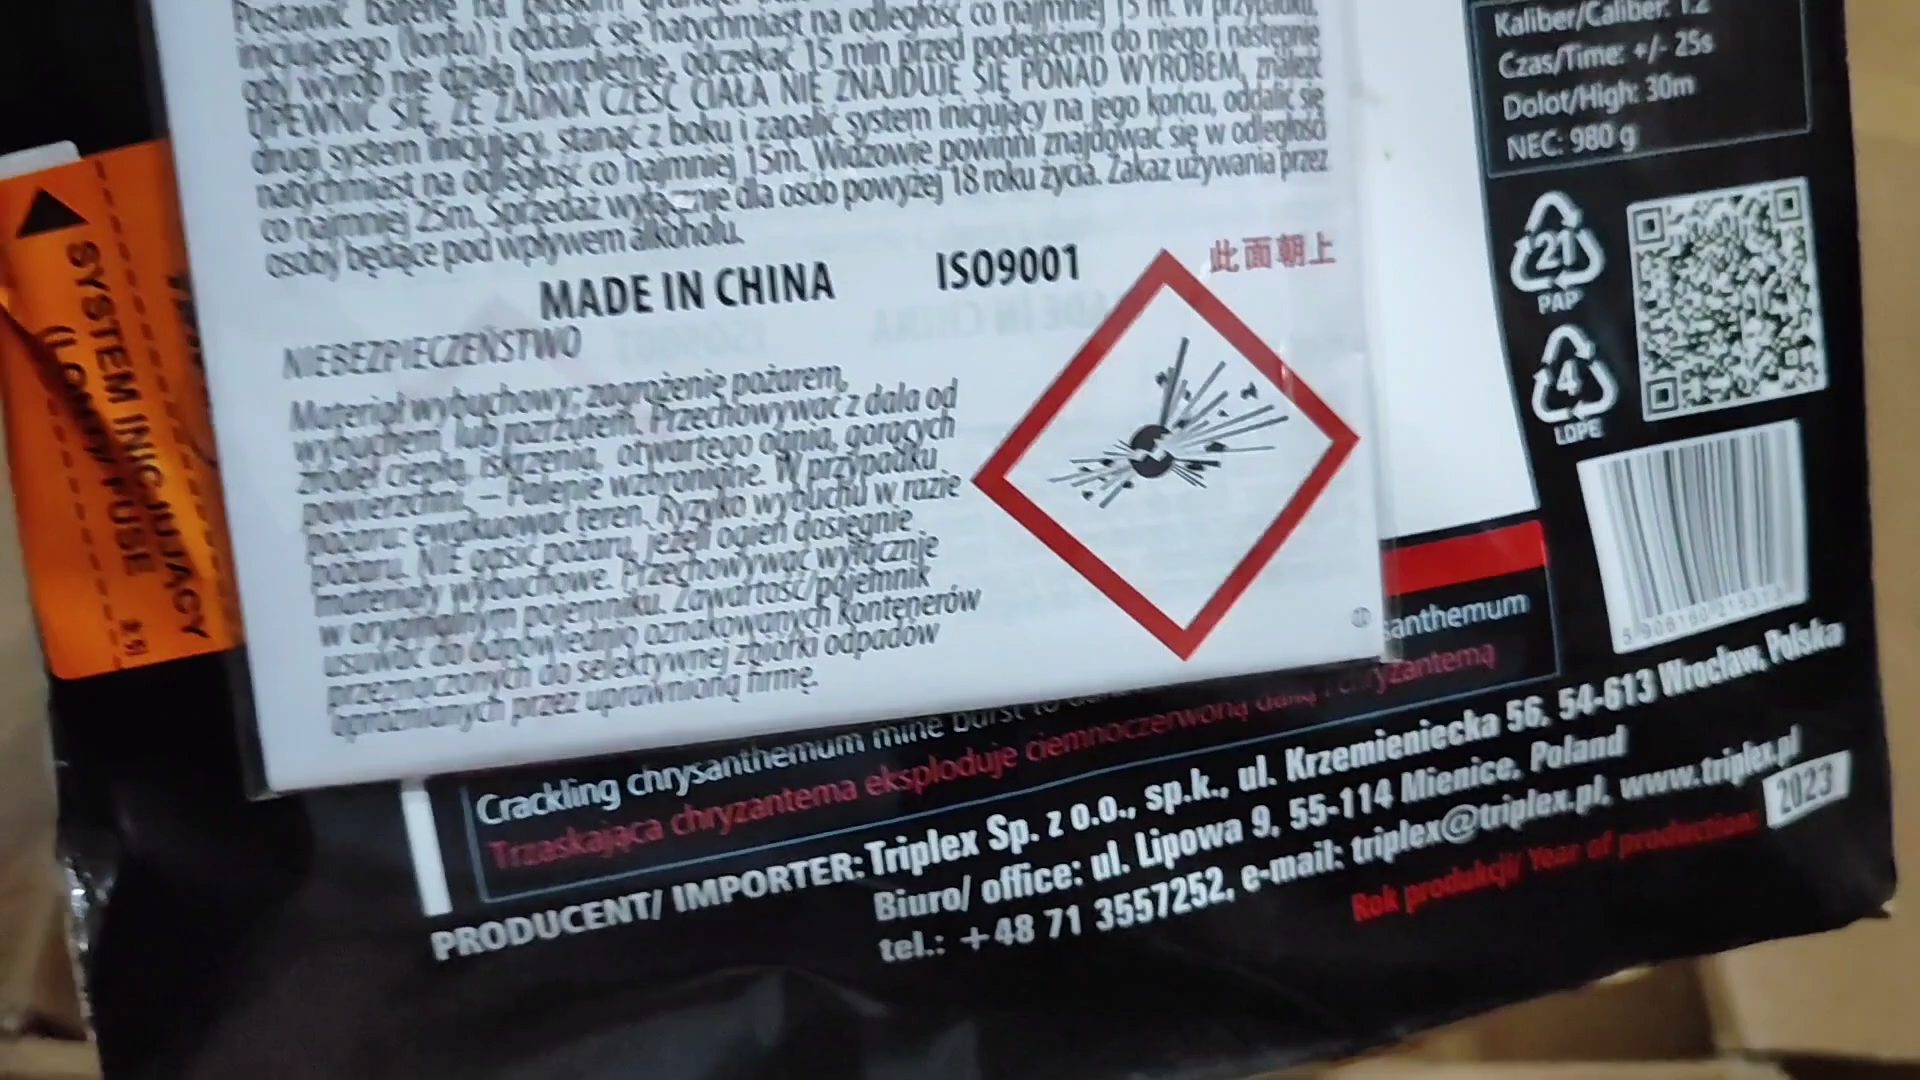 inicjującego (lontu) i oddalić się natychmiast na odległość co najmniej 15 m. W przypadku,
gdy wyrób nie działa kompletnie, odczekać 15 min przed podejściem do niego i następnie
UPEWNIĆ SIĘ, ŻE ŻADNA CZĘŚĆ CIAŁA NIE ZNAJDUJE SIĘ PONAD WYROBEM, znaleźć
drugi system inicjujący, stanąć z boku i zapalić system inicjujący na jego końcu, oddalić się
natychmiast na odległość co najmniej 15m. Widzowie powinni znajdować się w odległości
co najmniej 25m. Sprzedaż wyłącznie dla osób powyżej 18 roku życia. Zakaz używania przez
osoby będące pod wpływem alkoholu.
MADE IN CHINA ISO9001
此面朝上
NIEBEZPIECZEŃSTWO
Materiał wybuchowy; zagrożenie pożarem,
wybuchem, lub rozrzutem. Przechowywać z dala od
źródeł ciepła, iskrzenia, otwartego ognia, gorących
powierzchni. – Palenie wzbronione. W przypadku
pożaru: ewakuować teren. Ryzyko wybuchu w razie
pożaru. NIE gasić pożaru, jeżeli ogień dosięgnie
materiały wybuchowe. Przechowywać wyłącznie
w oryginalnym pojemniku. Zawartość/pojemnik
usuwać do odpowiednio oznakowanych kontenerów
przeznaczonych do selektywnej zbiórki odpadów
opróżnianych przez uprawnioną firmę.
SYSTEM INICJUJĄCY
(LONT)/ FUSE
Kaliber/Caliber: 1.2
Czas/Time: +/- 25s
Dolot/High: 30m
NEC: 980 g
21
PAP
4
LDPE
santhemum
Crackling chrysanthemum mine burst to
Trzaskająca chryzantema eksploduje ciemnoczerwoną dalią z chryzantemą
PRODUCENT/ IMPORTER: Triplex Sp. z o.o., sp.k., ul. Krzemieniecka 56, 54-613 Wrocław, Polska
Biuro/ office: ul. Lipowa 9, 55-114 Mienice, Poland
tel.: +48 71 3557252, e-mail: triplex@triplex.pl, www.triplex.pl
Rok produkcji/ Year of production: 2023